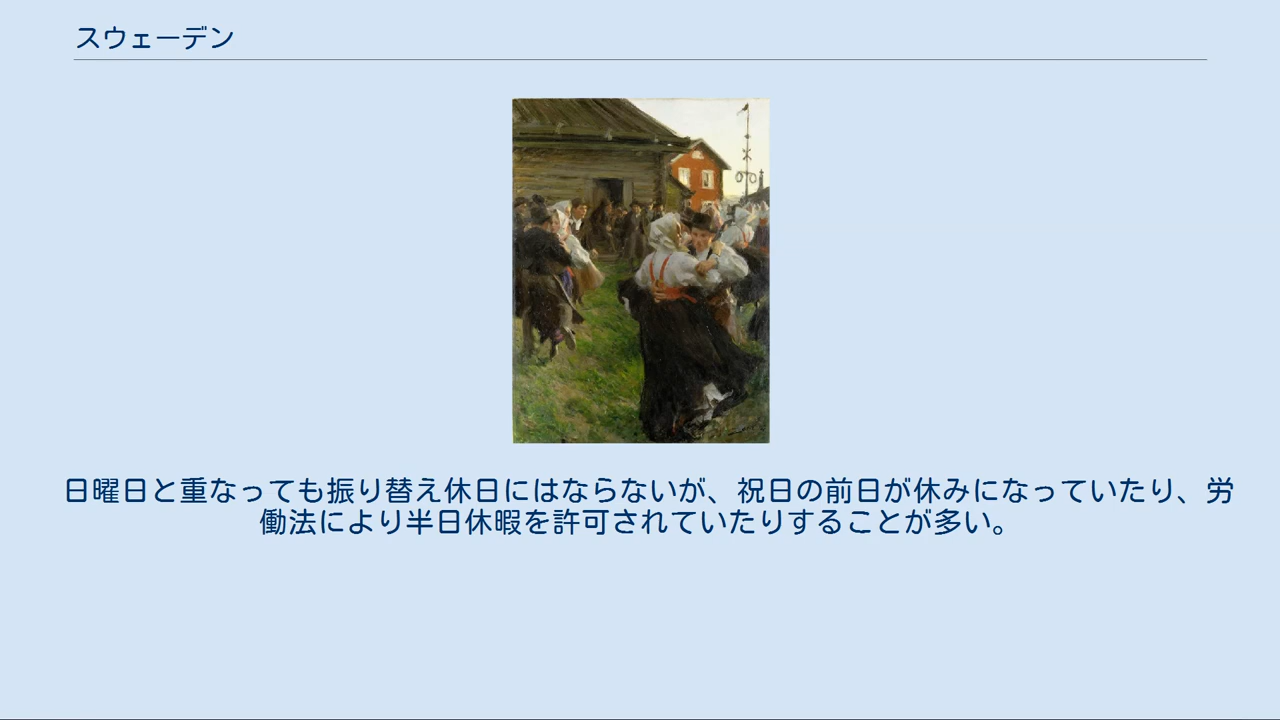 スウェーデン
日曜日と重なっても振り替え休日にはならないが、祝日の前日が休みになっていたり、労
働法により半日休暇を許可されていたりすることが多い。